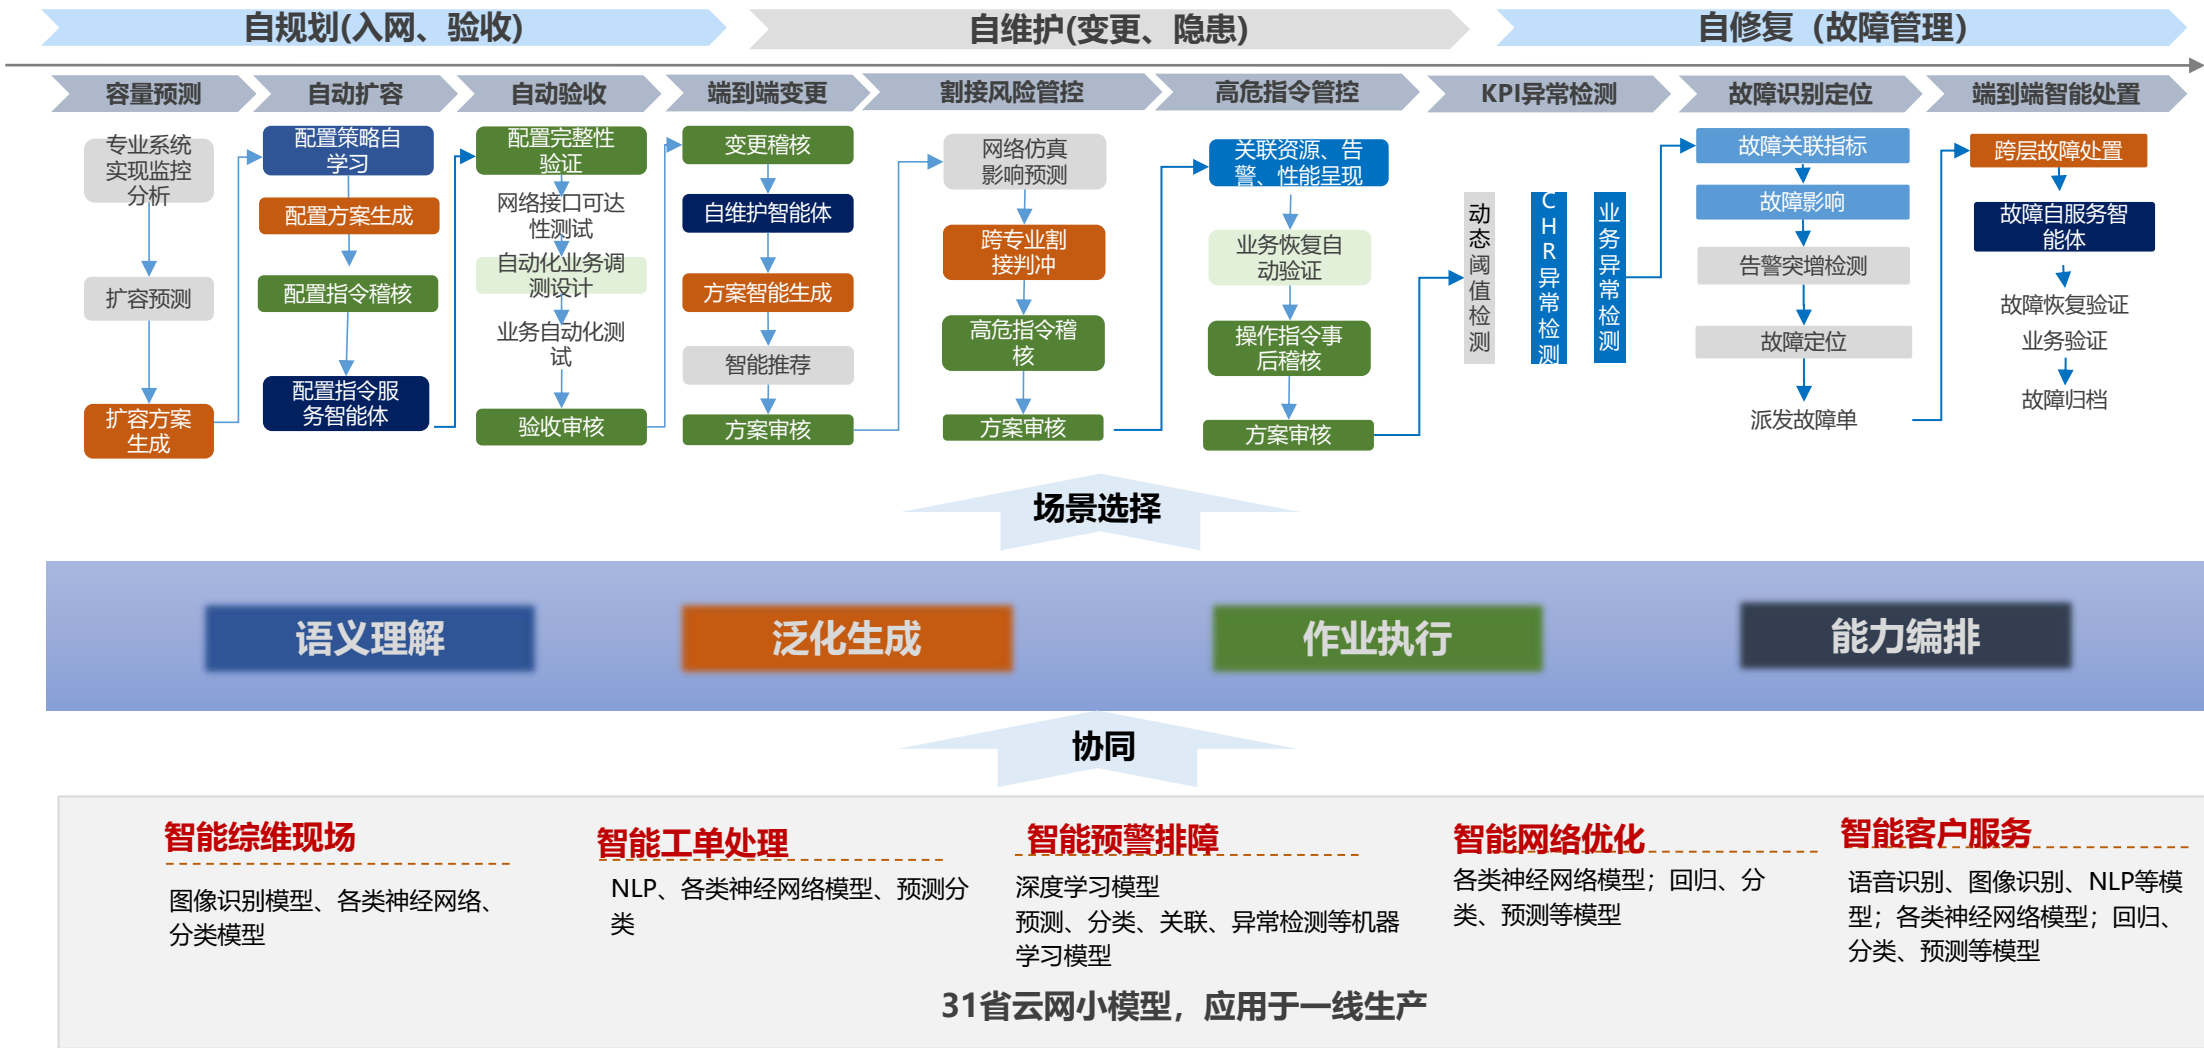 自规划(入网、验收)
自维护(变更、隐患)
自修复（故障管理）
容量预测
自动扩容
自动验收
端到端变更
割接风险管控
高危指令管控
KPI异常检测
故障识别定位
端到端智能处置
专业系统
实现监控
分析
扩容预测
扩容方案
生成
配置策略自
学习
配置方案生成
配置指令稽核
配置指令服
务智能体
配置完整性
验证
网络接口可达
性测试
自动化业务调
测设计
业务自动化测
试
验收审核
变更稽核
自维护智能体
方案智能生成
智能推荐
方案审核
网络仿真
影响预测
跨专业割
接判冲
高危指令稽
核
方案审核
关联资源、告
警、性能呈现
业务恢复自
动验证
操作指令事
后稽核
方案审核
动态阈值检测
CHR异常检测
业务异常检测
故障关联指标
故障影响
告警突增检测
故障定位
派发故障单
跨层故障处置
故障自服务智
能体
故障恢复验证
业务验证
故障归档
场景选择
语义理解
泛化生成
作业执行
能力编排
协同
智能综维现场
图像识别模型、各类神经网络、
分类模型
智能工单处理
NLP、各类神经网络模型、预测分
类
智能预警排障
深度学习模型
预测、分类、关联、异常检测等机器
学习模型
智能网络优化
各类神经网络模型；回归、分
类、预测等模型
智能客户服务
语音识别、图像识别、NLP等模
型；各类神经网络模型；回归、
分类、预测等模型
31省云网小模型，应用于一线生产